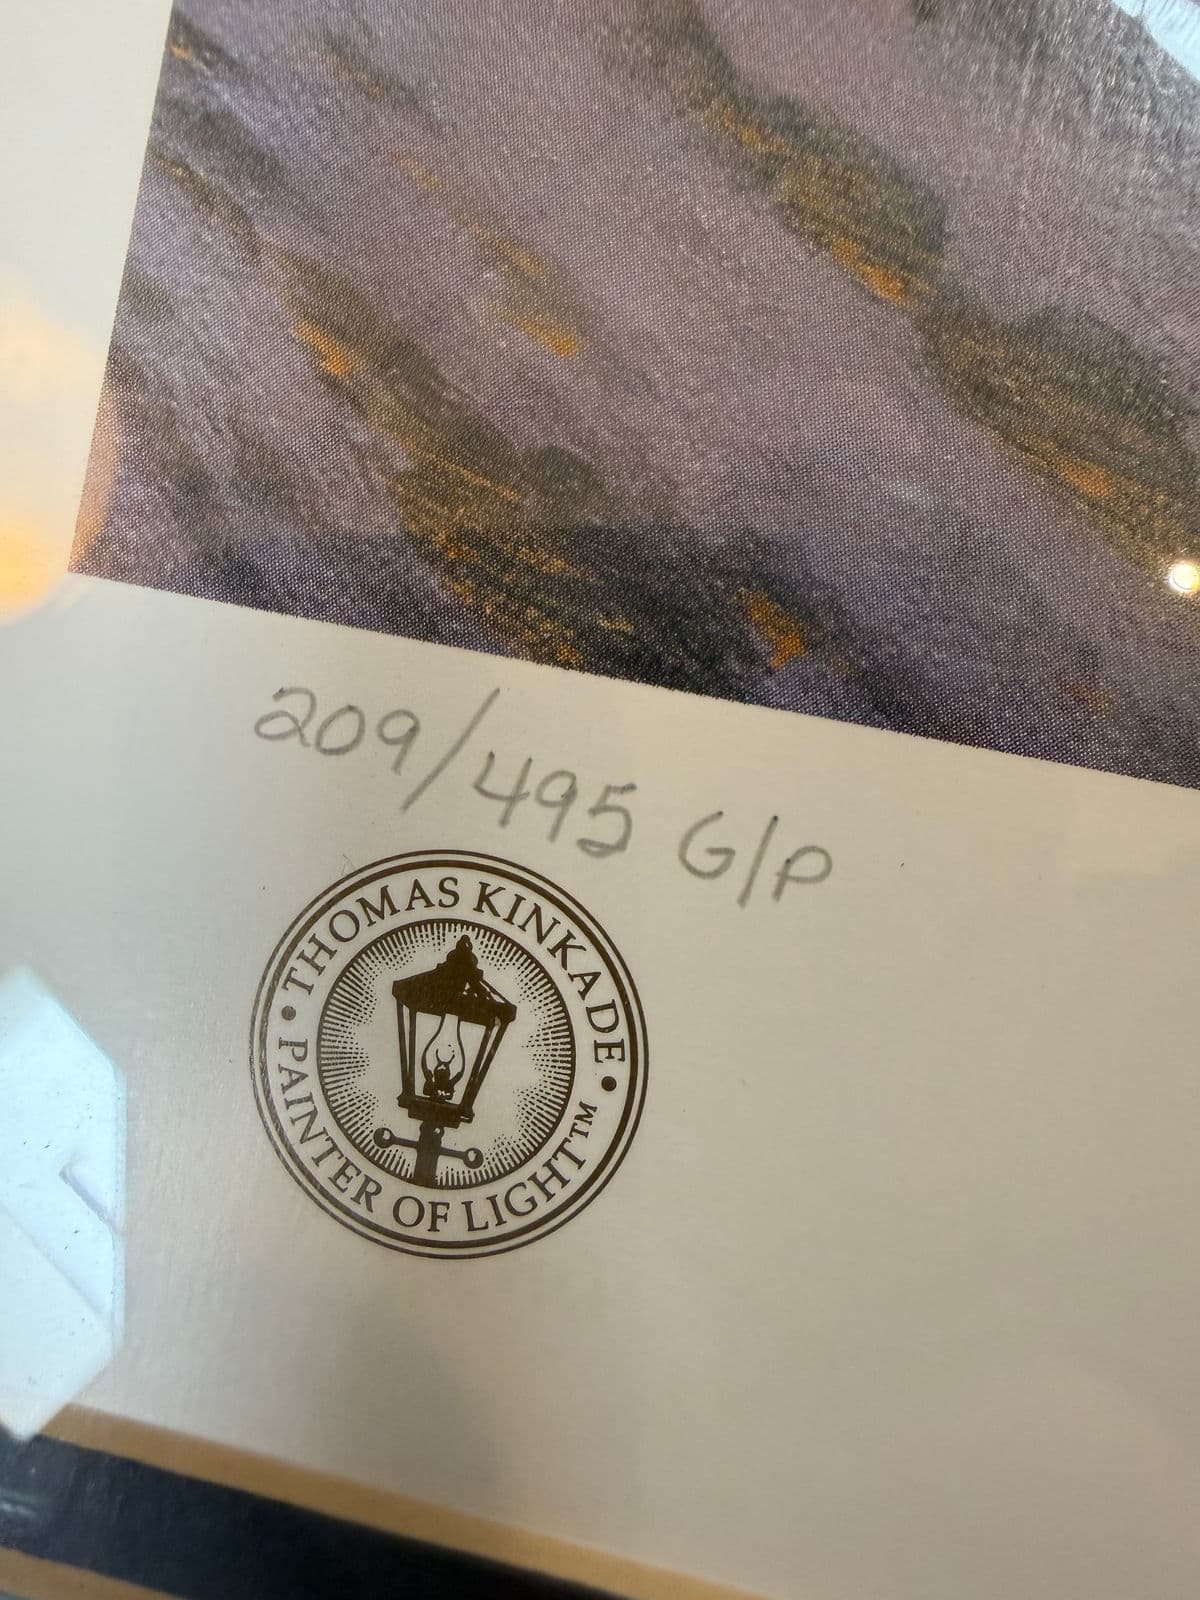 209/495 G/P
• THOMAS KINKADE •
PAINTER OF LIGHT™